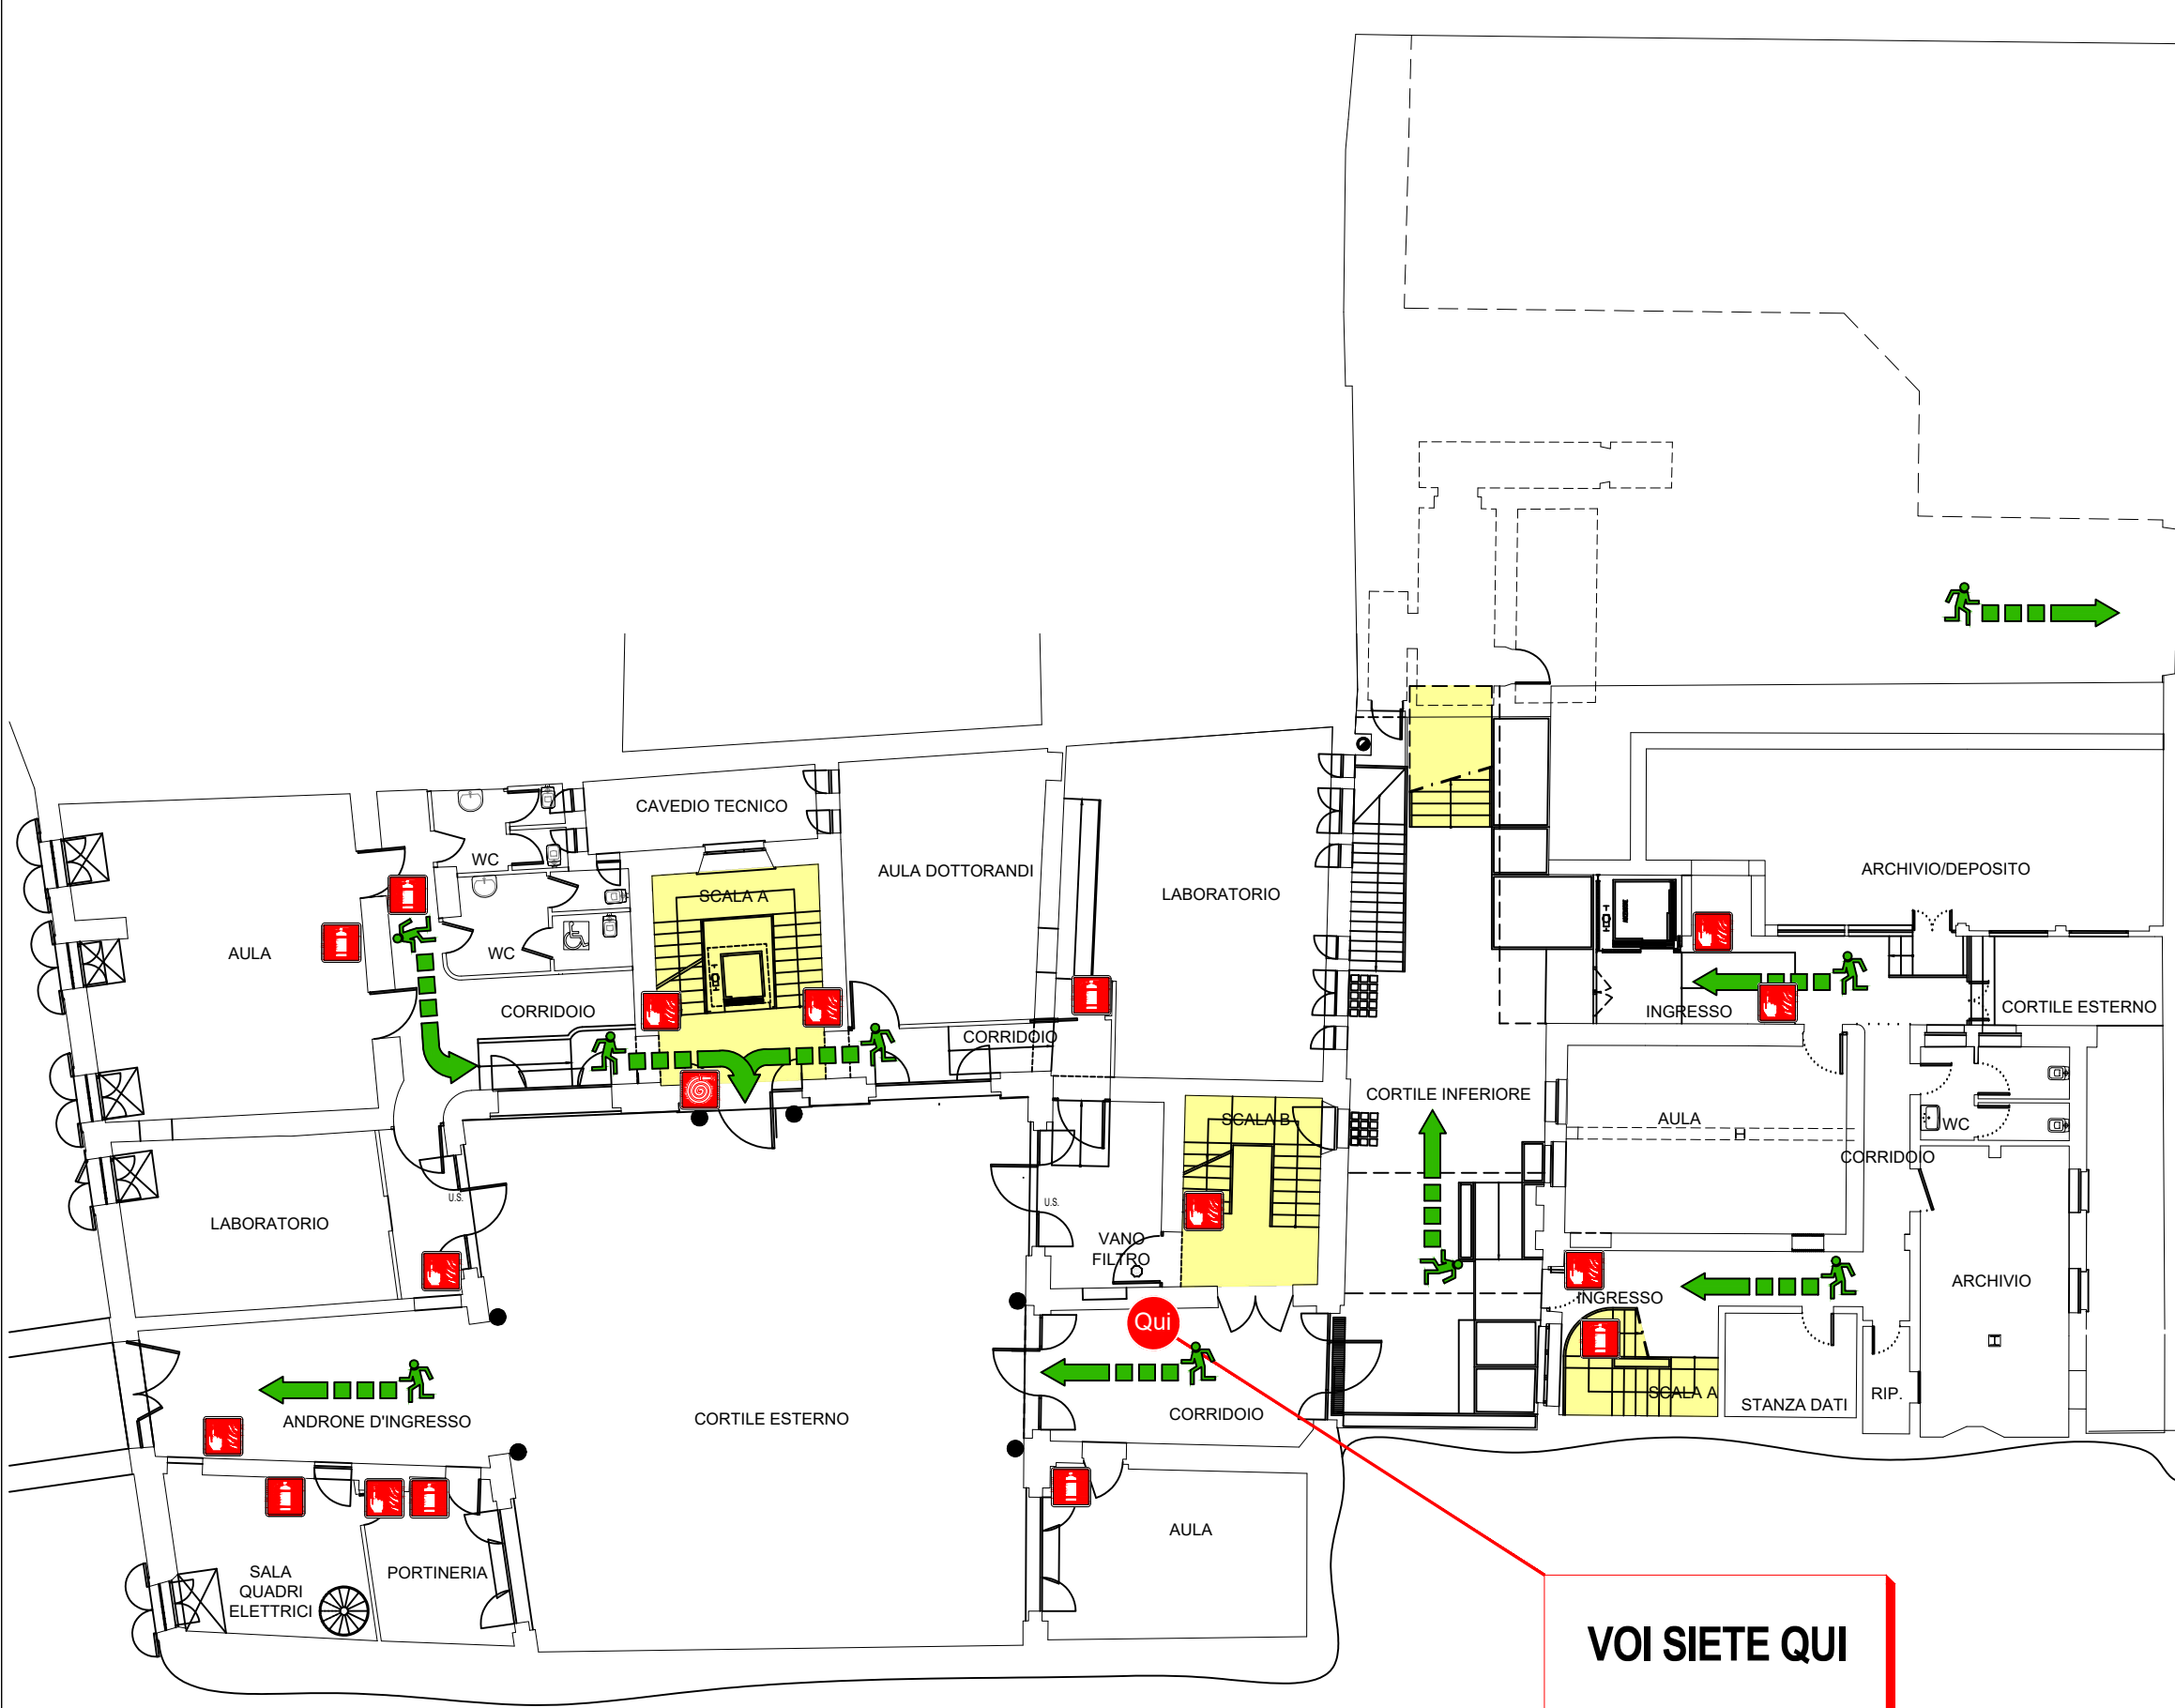 CAVEDIO TECNICO
WC
SCALA A
AULA DOTTORANDI
LABORATORIO
ARCHIVIO/DEPOSITO
AULA
WC
CORRIDOIO
CORRIDOIO
INGRESSO
CORTILE ESTERNO
CORTILE INFERIORE
SCALA B
AULA
WC
CORRIDOIO
U.S.
U.S.
LABORATORIO
VANO
FILTRO
INGRESSO
ARCHIVIO
Qui
ANDRONE D'INGRESSO
CORTILE ESTERNO
CORRIDOIO
SCALA A
STANZA DATI
RIP.
AULA
SALA
QUADRI
ELETTRICI
PORTINERIA
VOI SIETE QUI